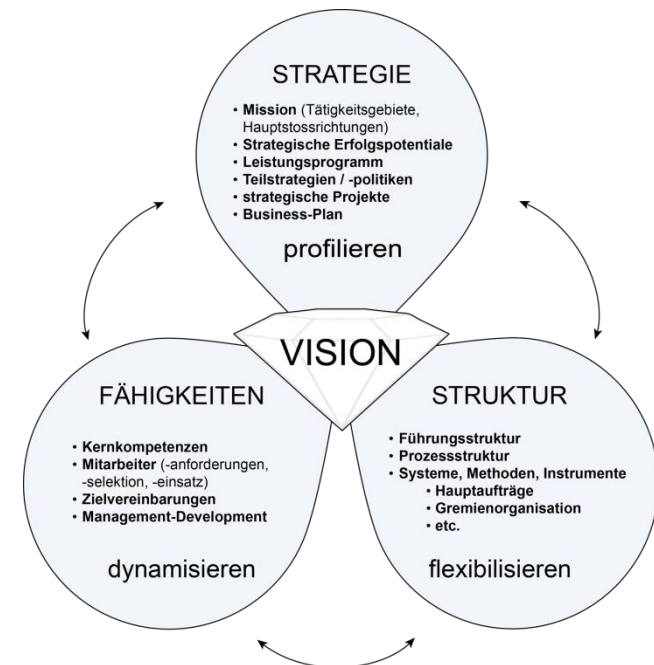 STRATEGIE
• Mission (Tätigkeitsgebiete,
Hauptstossrichtungen)
• Strategische Erfolgspotentiale
• Leistungsprogramm
• Teilstrategien / -politiken
• strategische Projekte
• Business-Plan
profilieren
VISION
FÄHIGKEITEN
• Kernkompetenzen
• Mitarbeiter (-anforderungen,
-selektion, -einsatz)
• Zielvereinbarungen
• Management-Development
dynamisieren
STRUKTUR
• Führungsstruktur
• Prozessstruktur
• Systeme, Methoden, Instrumente
• Hauptaufträge
• Gremienorganisation
• etc.
flexibilisieren